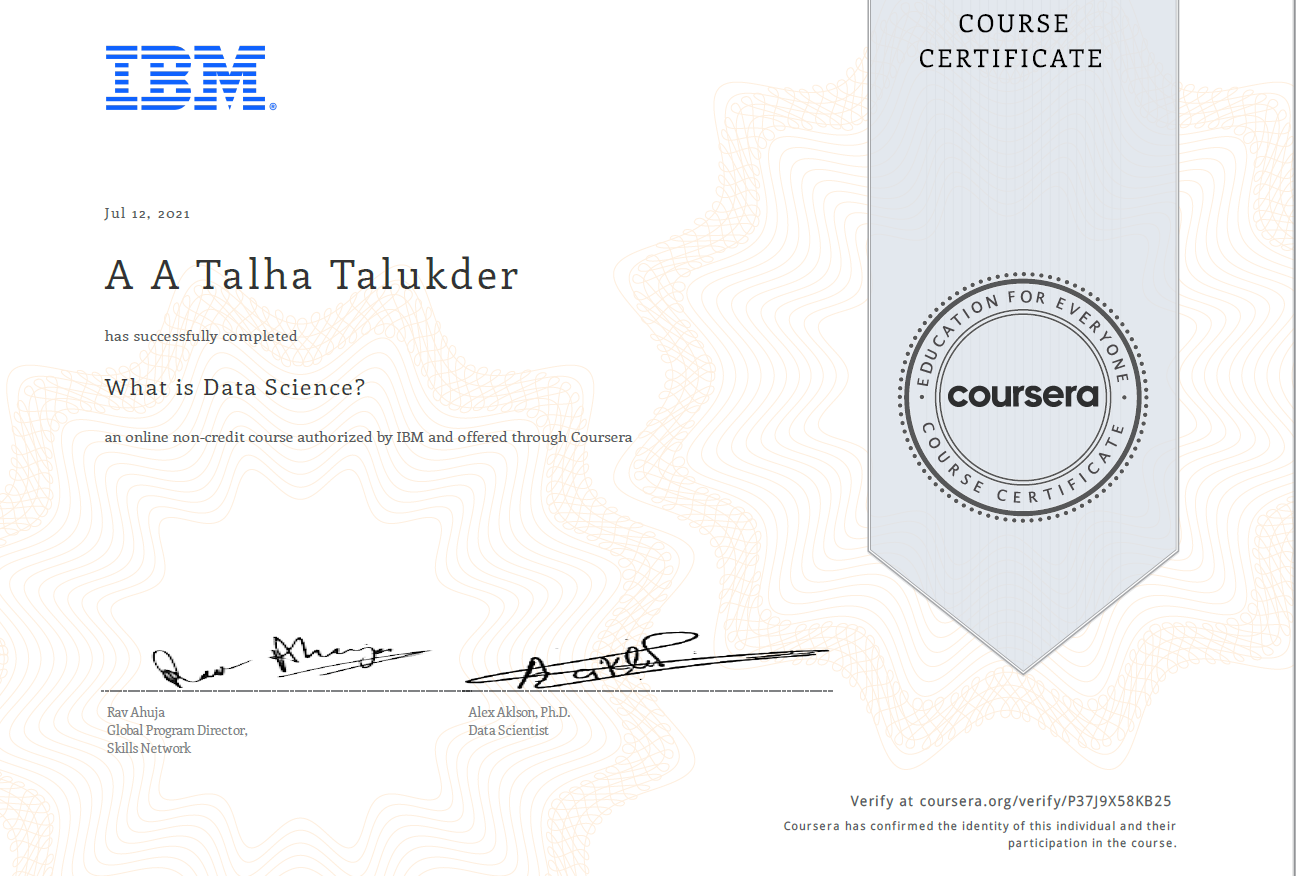 COURSE
CERTIFICATE
IBM®
Jul 12, 2021
A A Talha Talukder
has successfully completed
What is Data Science?
an online non-credit course authorized by IBM and offered through Coursera
EDUCATION FOR EVERYONE
coursera
COURSE CERTIFICATE
Rav Ahuja
Global Program Director,
Skills Network
Alex Aklson, Ph.D.
Data Scientist
Verify at coursera.org/verify/P37J9X58KB25
Coursera has confirmed the identity of this individual and their
participation in the course.